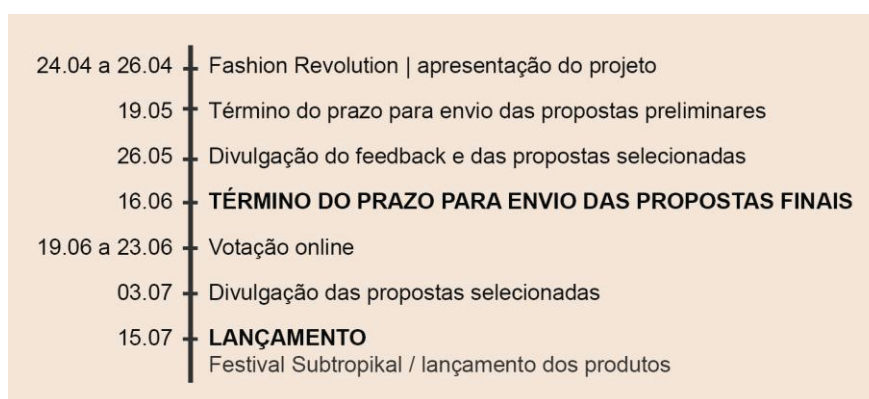 24.04 a 26.04 Fashion Revolution | apresentação do projeto
19.05 Término do prazo para envio das propostas preliminares
26.05 Divulgação do feedback e das propostas selecionadas
16.06 TÉRMINO DO PRAZO PARA ENVIO DAS PROPOSTAS FINAIS
19.06 a 23.06 Votação online
03.07 Divulgação das propostas selecionadas
15.07 LANÇAMENTO
Festival Subtropikal / lançamento dos produtos